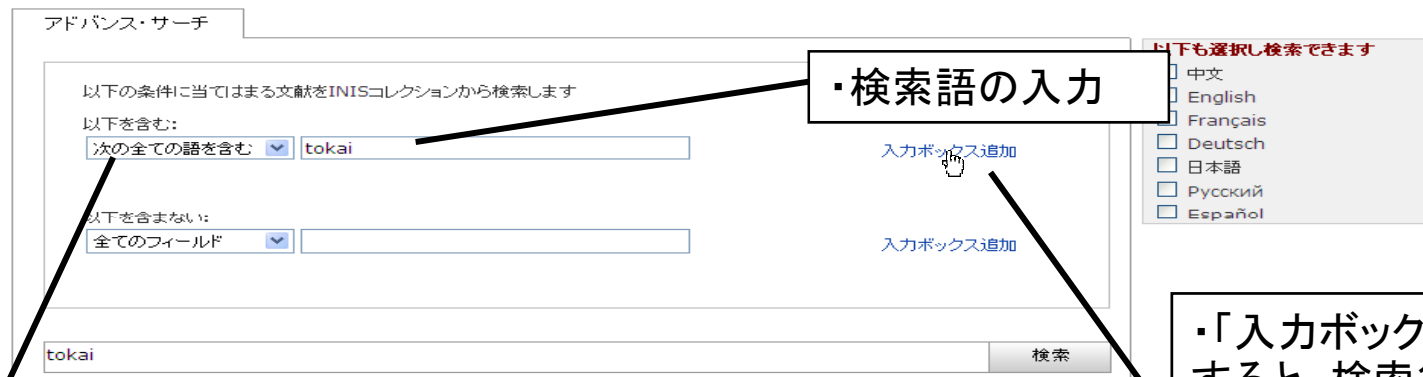 アドバンス・サーチ
・検索語の入力
以下の条件に当てはまる文献をINISコレクションから検索します
以下を含む:
次の全ての語を含む tokai 入力ボックス追加
以下を含まない:
全てのフィールド 入力ボックス追加
tokai 検索
以下も選択し検索できます
中文
English
Français
Deutsch
日本語
Русский
Español
・「入力ボック
すると、検索